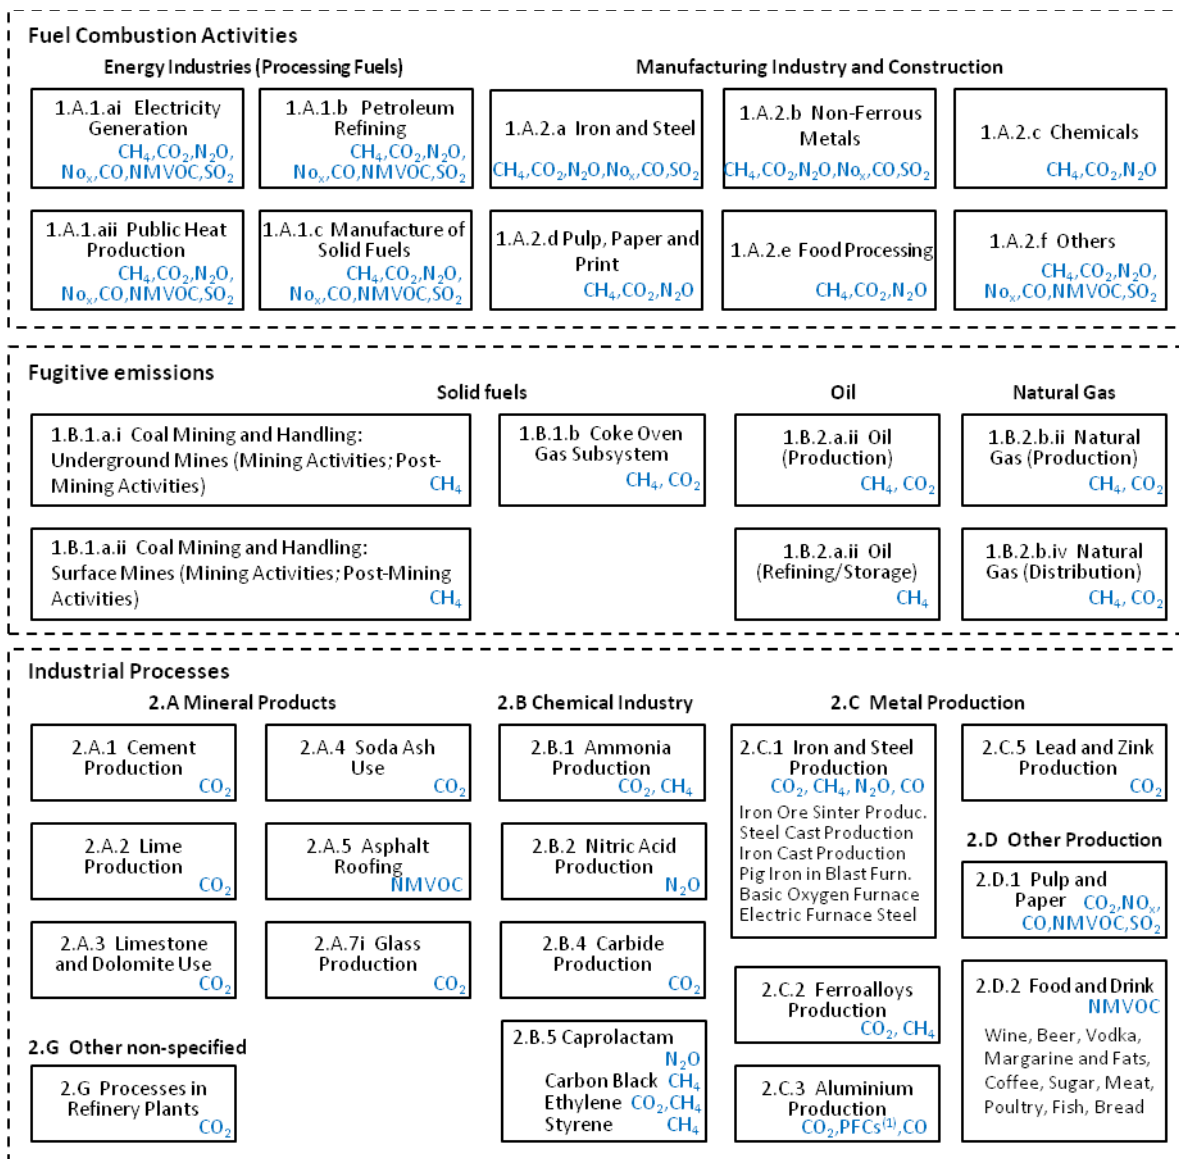 Fuel Combustion Activities
Energy Industries (Processing Fuels)
Manufacturing Industry and Construction
1.A.1.ai Electricity
Generation
CH₄,CO₂,N₂O,
Noₓ,CO,NMVOC,SO₂
1.A.1.b Petroleum
Refining
CH₄,CO₂,N₂O,
Noₓ,CO,NMVOC,SO₂
1.A.2.a Iron and Steel
CH₄,CO₂,N₂O,Noₓ,CO,SO₂
1.A.2.b Non-Ferrous
Metals
CH₄,CO₂,N₂O,Noₓ,CO,SO₂
1.A.2.c Chemicals
CH₄,CO₂,N₂O
1.A.1.aii Public Heat
Production
CH₄,CO₂,N₂O,
Noₓ,CO,NMVOC,SO₂
1.A.1.c Manufacture of
Solid Fuels
CH₄,CO₂,N₂O,
Noₓ,CO,NMVOC,SO₂
1.A.2.d Pulp, Paper and
Print
CH₄,CO₂,N₂O
1.A.2.e Food Processing
CH₄,CO₂,N₂O
1.A.2.f Others
CH₄,CO₂,N₂O,
Noₓ,CO,NMVOC,SO₂
Fugitive emissions
Solid fuels
Oil
Natural Gas
1.B.1.a.i Coal Mining and Handling:
Underground Mines (Mining Activities; Post-
Mining Activities)
CH₄
1.B.1.b Coke Oven
Gas Subsystem
CH₄, CO₂
1.B.2.a.ii Oil
(Production)
CH₄, CO₂
1.B.2.b.ii Natural
Gas (Production)
CH₄, CO₂
1.B.1.a.ii Coal Mining and Handling:
Surface Mines (Mining Activities; Post-Mining
Activities)
CH₄
1.B.2.a.ii Oil
(Refining/Storage)
CH₄
1.B.2.b.iv Natural
Gas (Distribution)
CH₄, CO₂
Industrial Processes
2.A Mineral Products
2.B Chemical Industry
2.C Metal Production
2.A.1 Cement
Production
CO₂
2.A.4 Soda Ash
Use
CO₂
2.B.1 Ammonia
Production
CO₂, CH₄
2.C.1 Iron and Steel
Production
CO₂, CH₄, N₂O, CO
Iron Ore Sinter Produc.
Steel Cast Production
Iron Cast Production
Pig Iron in Blast Furn.
Basic Oxygen Furnace
Electric Furnace Steel
2.C.5 Lead and Zink
Production
CO₂
2.A.2 Lime
Production
CO₂
2.A.5 Asphalt
Roofing
NMVOC
2.B.2 Nitric Acid
Production
N₂O
2.D Other Production
2.D.1 Pulp and
Paper CO₂,NOₓ,
CO,NMVOC,SO₂
2.A.3 Limestone
and Dolomite Use
CO₂
2.A.7i Glass
Production
CO₂
2.B.4 Carbide
Production
CO₂
2.C.2 Ferroalloys
Production
CO₂, CH₄
2.D.2 Food and Drink
NMVOC
Wine, Beer, Vodka,
Margarine and Fats,
Coffee, Sugar, Meat,
Poultry, Fish, Bread
2.G Other non-specified
2.G Processes in
Refinery Plants
CO₂
2.B.5 Caprolactam
N₂O
Carbon Black CH₄
Ethylene CO₂,CH₄
Styrene CH₄
2.C.3 Aluminium
Production
CO₂,PFCs⁽¹⁾,CO